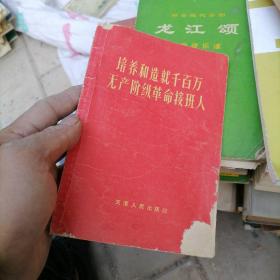 培养和造就千百万
无产阶级革命接班人
天津人民出版社
龙江颂